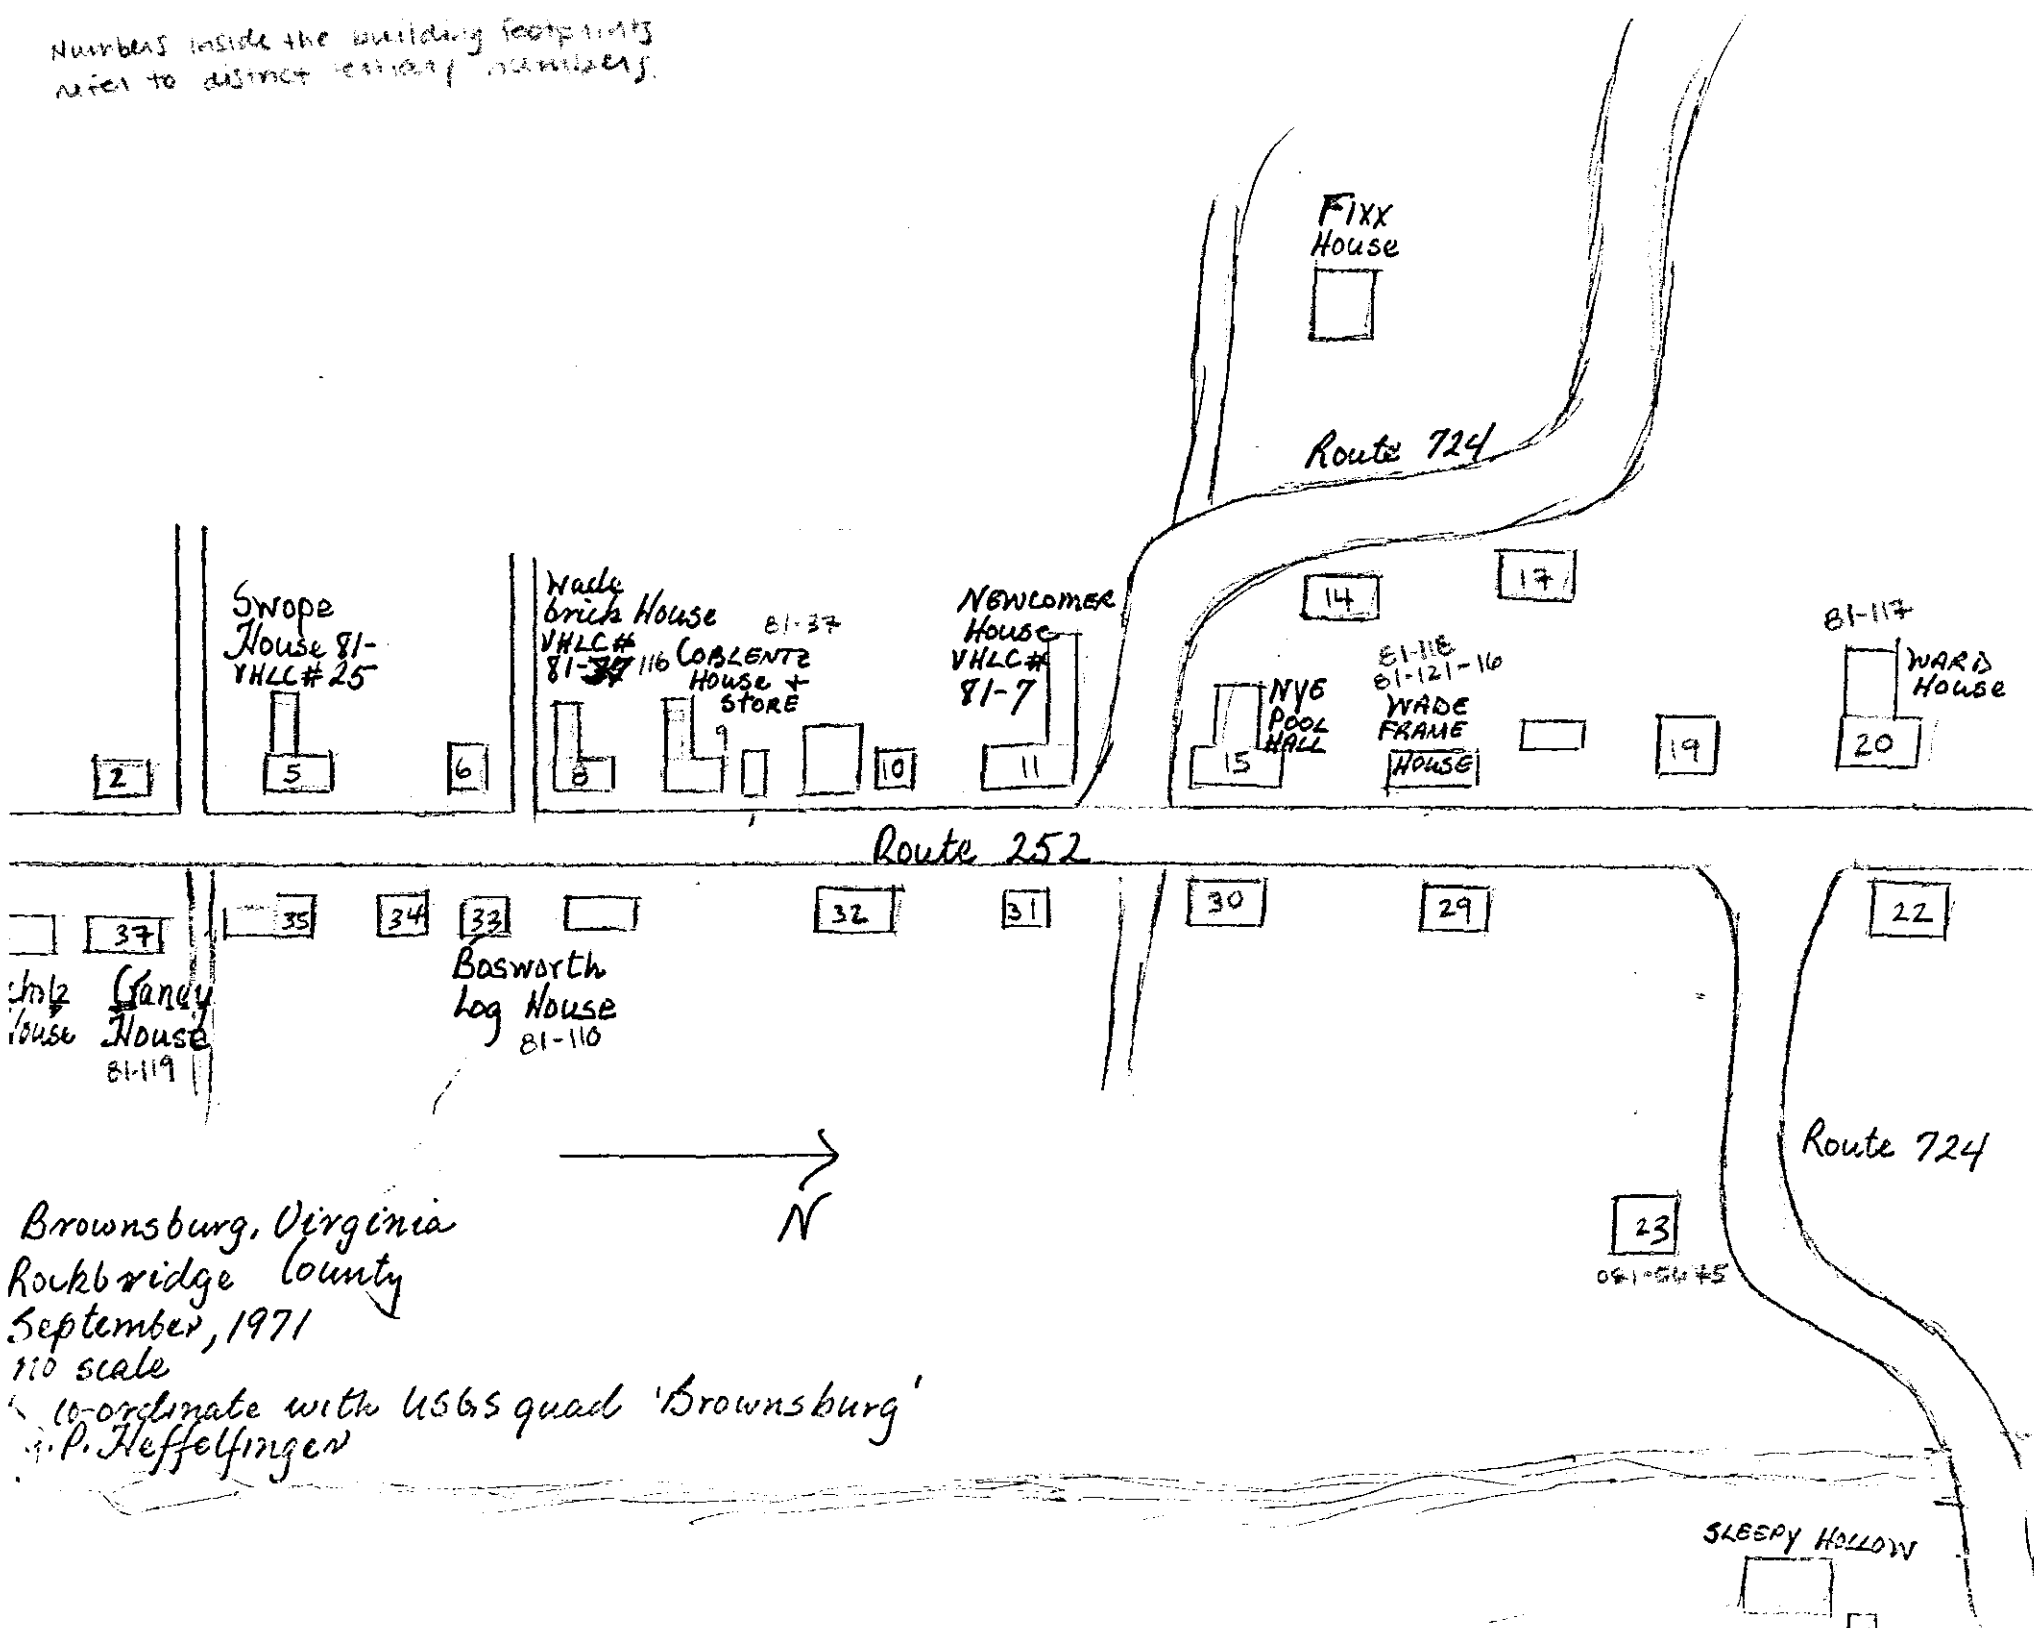 Numbers inside the building footprints
refer to district tertiary numbers.
Fixx
House
Route 724
Swope
House 81-
VHLC# 25
Wade
brick House
VHLC#
81- 116
81-37
COBLENTZ
House +
STORE
NEWCOMER
House
VHLC#
81-7
14
17
NYE
POOL
HALL
81-118
81-121-16
WADE
FRAME
HOUSE
81-117
WARD
House
2
5
6
8
9
10
11
15
19
20
Route 252
37
35
34
33
32
31
30
29
22
House
Gandy
House
81-119
Bosworth
Log House
81-110
N
Route 724
23
Brownsburg, Virginia
Rockbridge County
September, 1971
no scale
co-ordinate with USGS quad 'Brownsburg'
P. Heffelfinger
SLEEPY HOLLOW